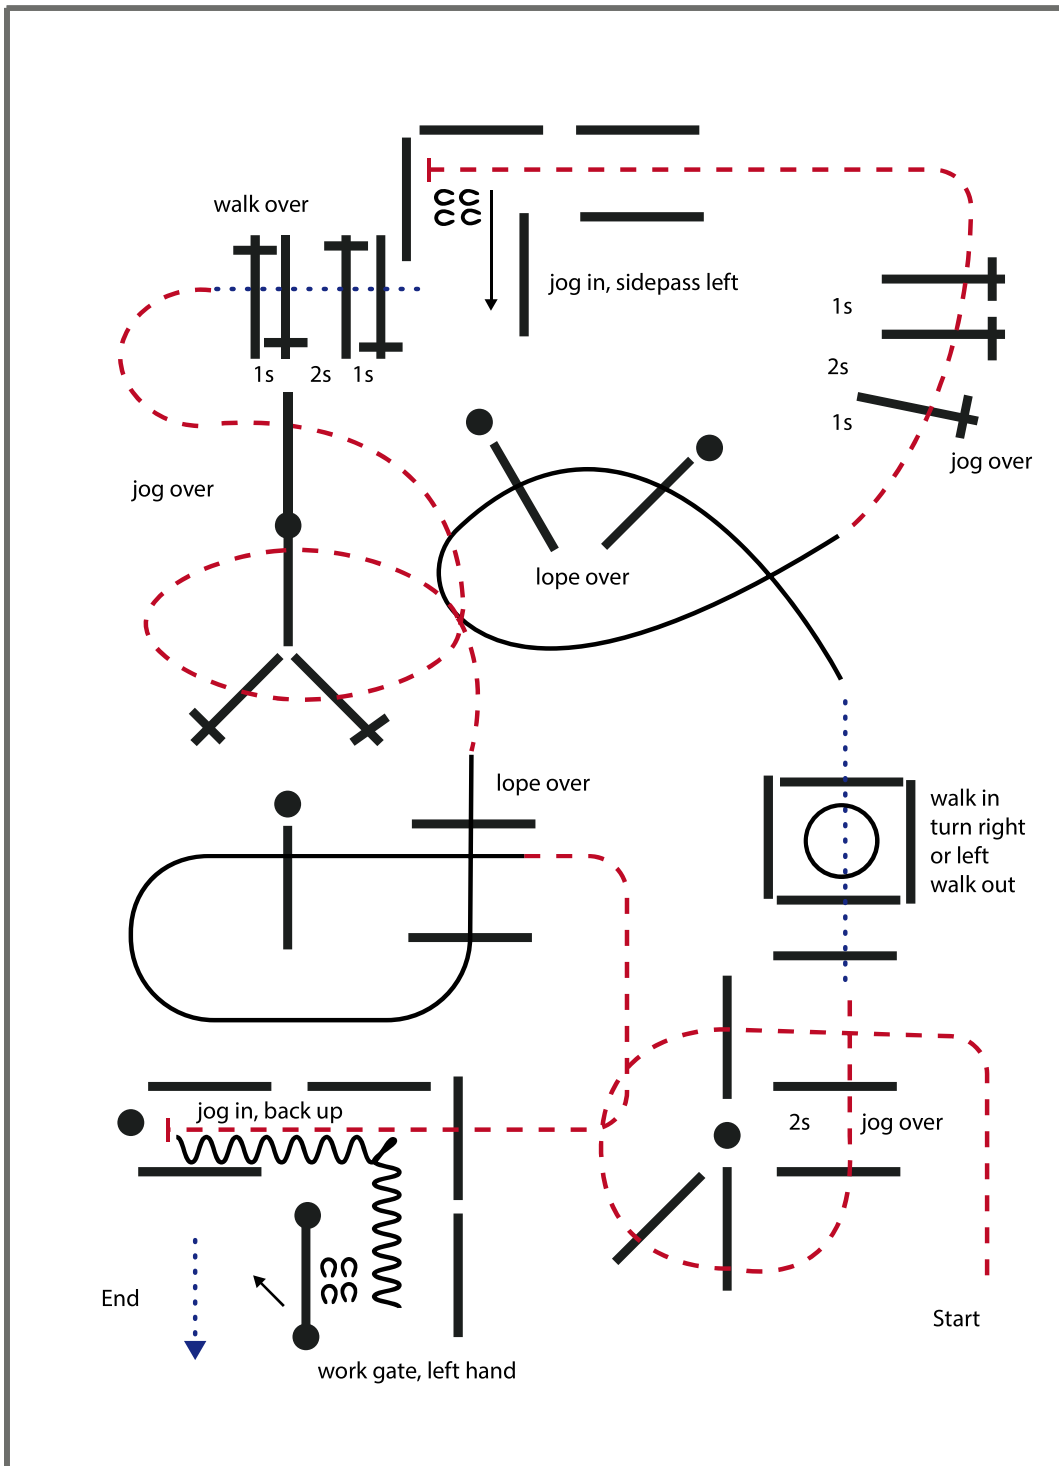 walk over
jog in, sidepass left
1s
1s 2s 1s
2s
1s
jog over
jog over
lope over
lope over
walk in
turn right
or left
walk out
jog in, back up
2s
jog over
End
Start
work gate, left hand